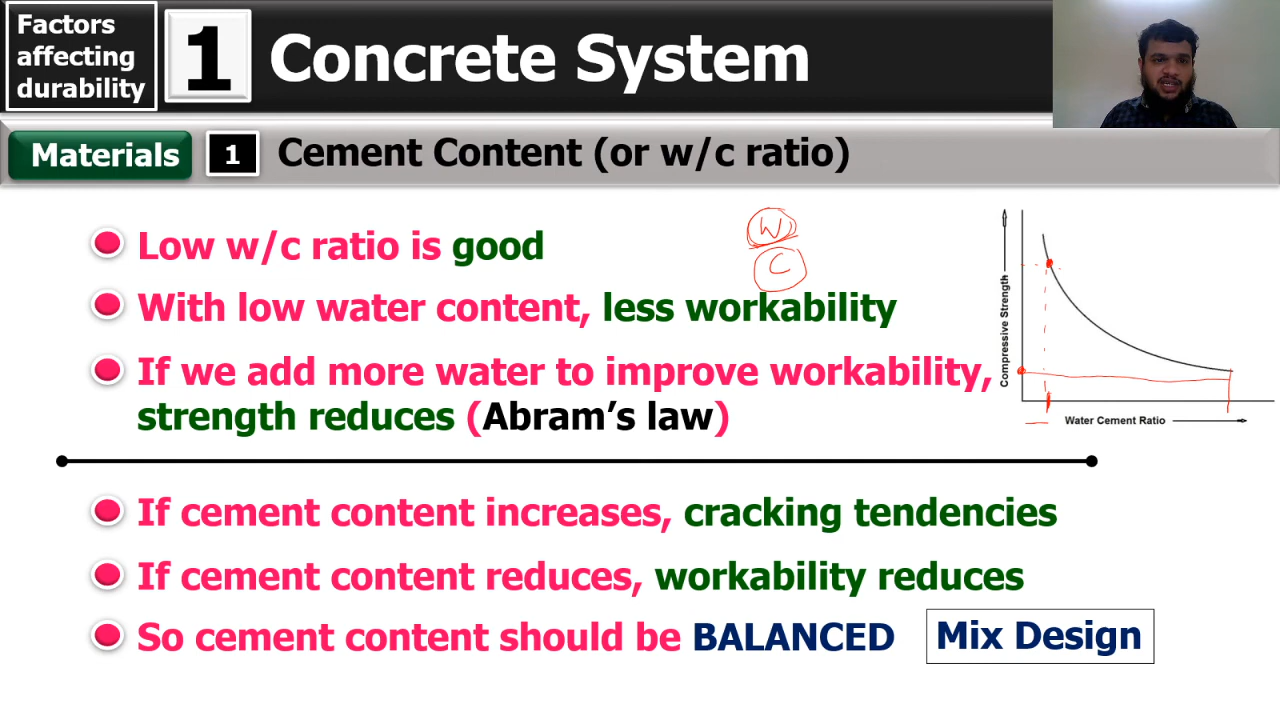 Factors
affecting
durability
1
Concrete System
Materials
1
Cement Content (or w/c ratio)
Low w/c ratio is good
W
C
With low water content, less workability
If we add more water to improve workability,
strength reduces (Abram’s law)
Compressive Strength
Water Cement Ratio
If cement content increases, cracking tendencies
If cement content reduces, workability reduces
So cement content should be BALANCED
Mix Design